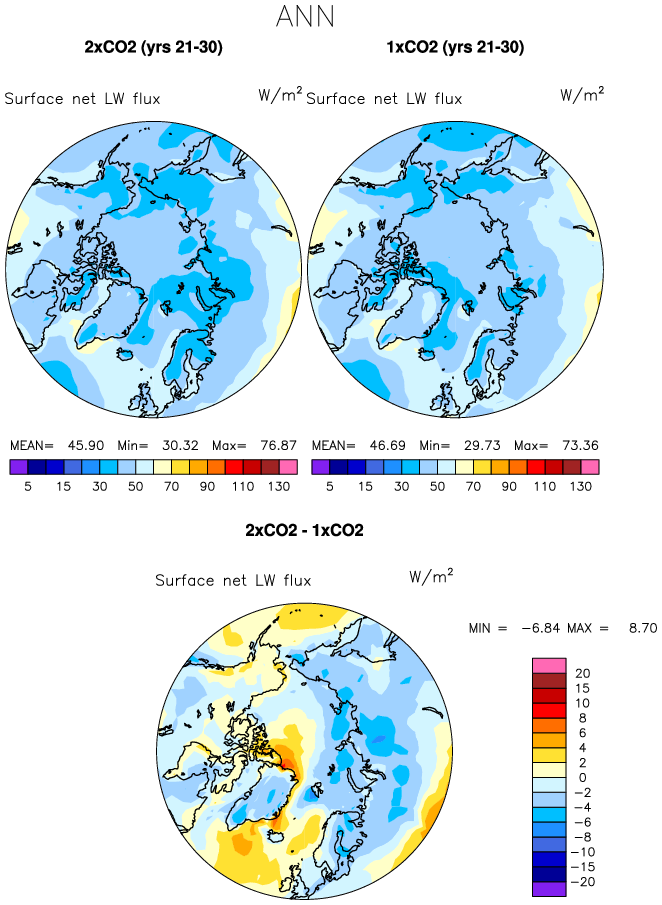 ANN
2xCO2 (yrs 21-30) 1xCO2 (yrs 21-30)
Surface net LW flux W/m² Surface net LW flux W/m²
MEAN= 45.90 Min= 30.32 Max= 76.87 MEAN= 46.69 Min= 29.73 Max= 73.36
5 15 30 50 70 90 110 130 5 15 30 50 70 90 110 130
2xCO2 - 1xCO2
Surface net LW flux W/m²
MIN = −6.84 MAX = 8.70
20
15
10
8
6
4
2
0
−2
−4
−6
−8
−10
−15
−20